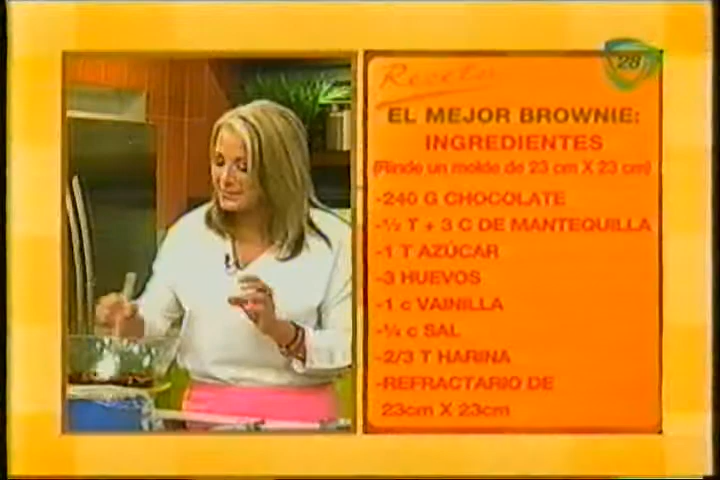 28
Receta
EL MEJOR BROWNIE:
INGREDIENTES
(Rinde un molde de 23 cm X 23 cm)
-240 G CHOCOLATE
-½ T + 3 C DE MANTEQUILLA
-1 T AZÚCAR
-3 HUEVOS
-1 c VAINILLA
-¼ c SAL
-2/3 T HARINA
-REFRACTARIO DE
23cm X 23cm